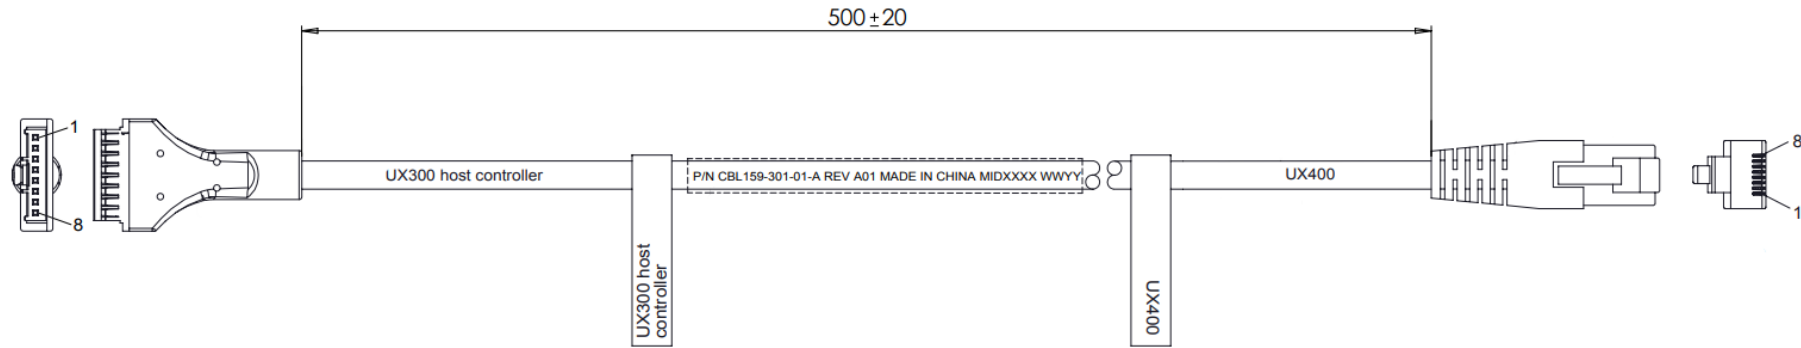 500±20
1
8
UX300 host controller
P/N CBL159-301-01-A REV A01 MADE IN CHINA MIDXXXX WWYY
UX400
8
1
UX300 host
controller
UX400